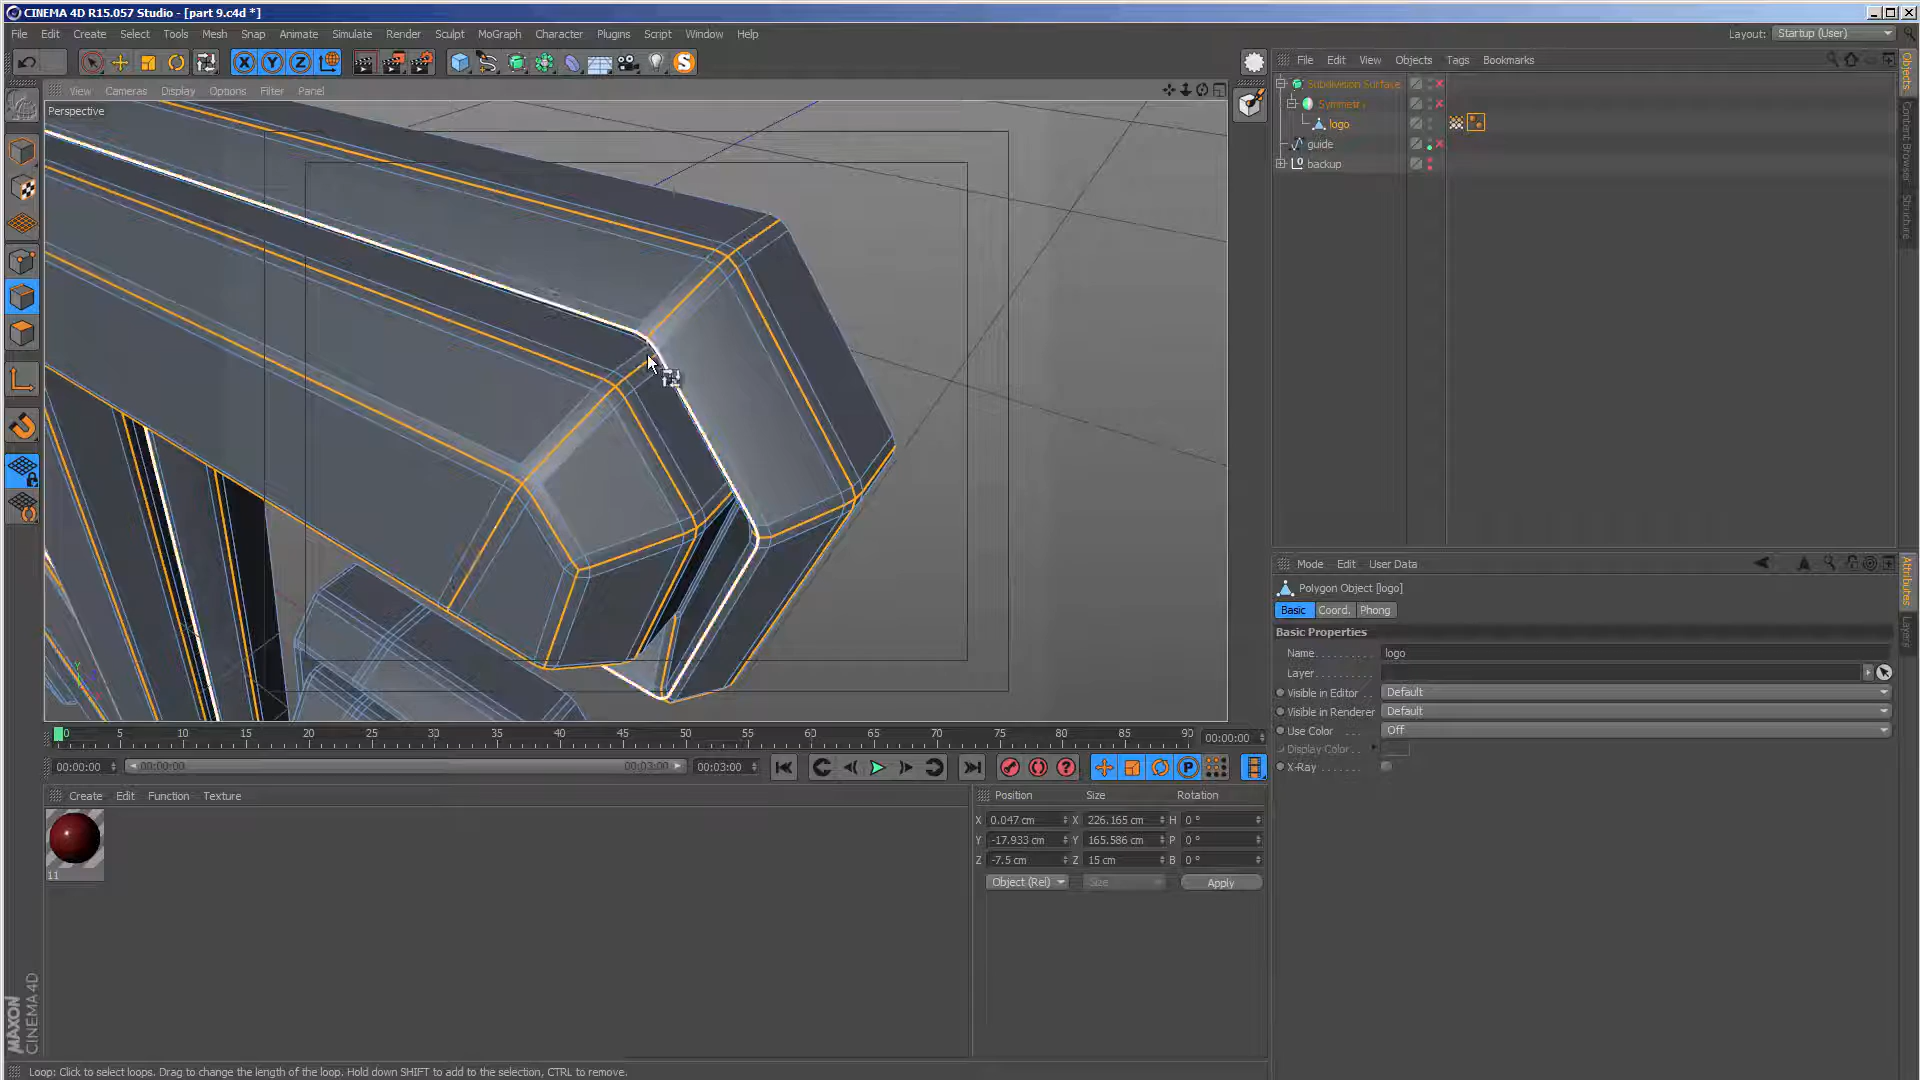 CINEMA 4D R15.057 Studio - [part 9.c4d *]
File Edit Create Select Tools Mesh Snap Animate Simulate Render Sculpt MoGraph Character Plugins Script Window Help
Layout: Startup (User)
X Y Z
File Edit View Objects Tags Bookmarks
View Cameras Display Options Filter Panel
Perspective
Subdivision Surface
Symmetry
logo
guide
backup
Objects
Content Browser
Structure
Mode Edit User Data
Polygon Object [logo]
Basic Coord. Phong
Basic Properties
Name logo
Layer
Visible in Editor Default
Visible in Renderer Default
Use Color Off
Display Color
X-Ray
Attributes
Layers
0 5 10 15 20 25 30 35 40 45 50 55 60 65 70 75 80 85 90 00:00:00
00:00:00 00:00:00 00:03:00 00:03:00
Create Edit Function Texture
11
Position Size Rotation
X 0.047 cm X 226.165 cm H 0 °
Y -17.933 cm Y 165.586 cm P 0 °
Z -7.5 cm Z 15 cm B 0 °
Object (Rel) Size Apply
MAXON
CINEMA 4D
Loop: Click to select loops. Drag to change the length of the loop. Hold down SHIFT to add to the selection, CTRL to remove.